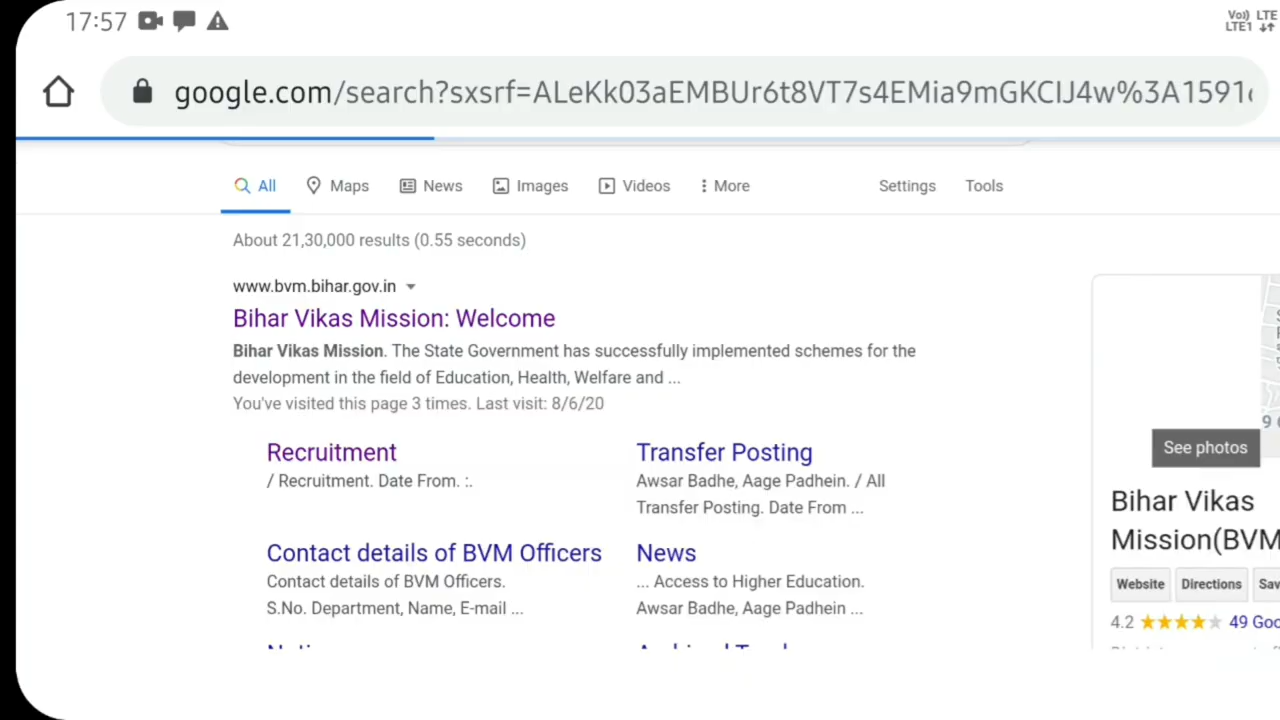 17:57
Vo)) LTE
LTE1
google.com/search?sxsrf=ALeKk03aEMBUr6t8VT7s4EMia9mGKCIJ4w%3A1591
All Maps News Images Videos More Settings Tools
About 21,30,000 results (0.55 seconds)
www.bvm.bihar.gov.in
Bihar Vikas Mission: Welcome
Bihar Vikas Mission. The State Government has successfully implemented schemes for the
development in the field of Education, Health, Welfare and ...
You've visited this page 3 times. Last visit: 8/6/20
Recruitment
/ Recruitment. Date From. :.
Transfer Posting
Awsar Badhe, Aage Padhein. / All
Transfer Posting. Date From ...
Contact details of BVM Officers
Contact details of BVM Officers.
S.No. Department, Name, E-mail ...
News
... Access to Higher Education.
Awsar Badhe, Aage Padhein ...
See photos
Bihar Vikas
Mission(BVM
Website Directions Sav
4.2 49 Goo